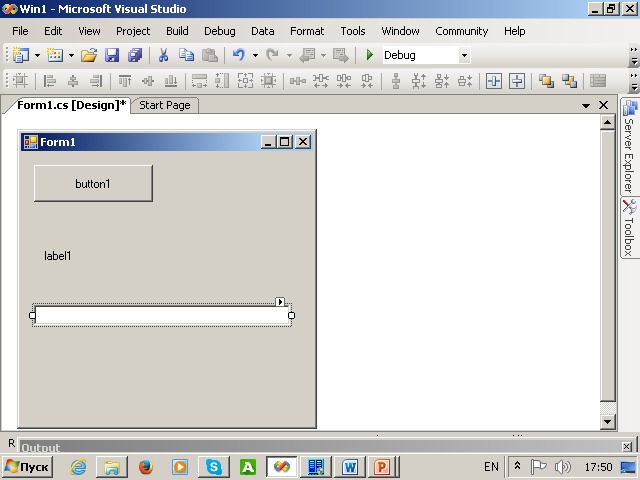 Win1 - Microsoft Visual Studio
File Edit View Project Build Debug Data Format Tools Window Community Help
Debug
Form1.cs [Design]* Start Page
Form1
button1
label1
Server Explorer
Toolbox
R
Output
Пуск EN 17:50